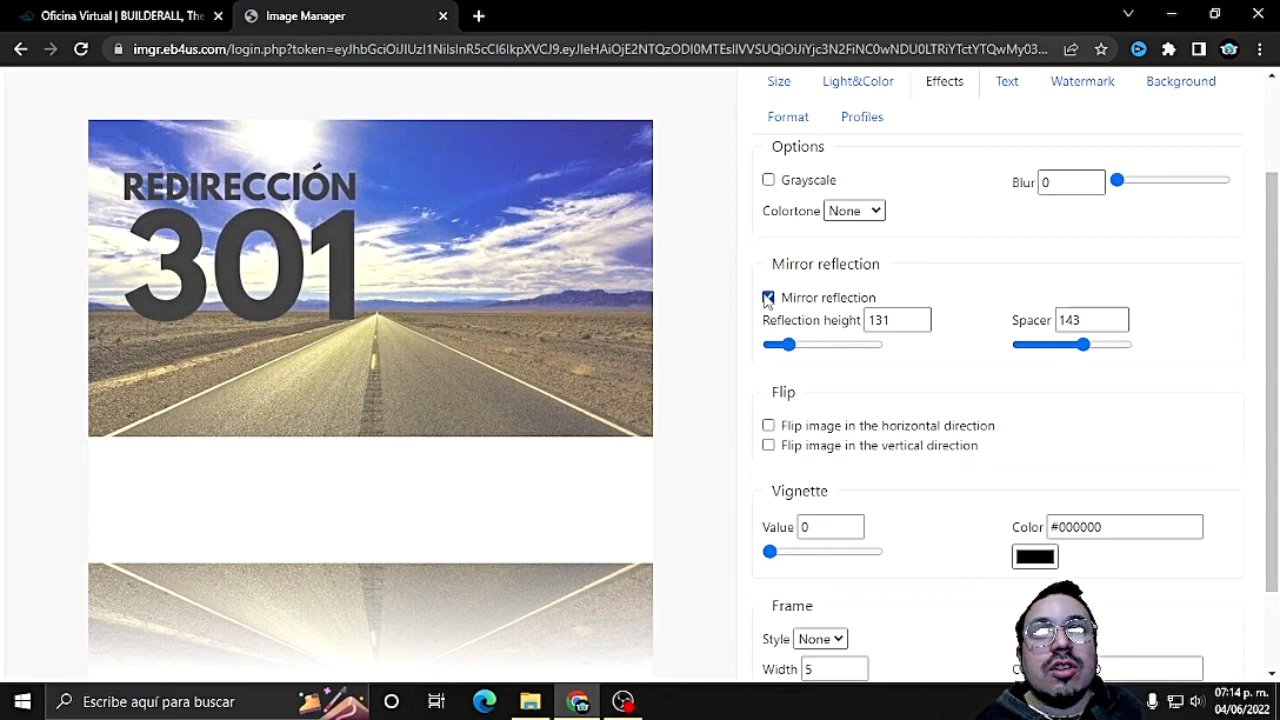 Oficina Virtual | BUILDERALL, The
Image Manager
imgr.eb4us.com/login.php?token=eyJhbGciOiJIUzI1NiIsInR5cCI6IkpXVCJ9.eyJleHAiOjE2NTQzODI0MTEsIlVVSUQiOiJiYjc3N2FiNC0wNDU0LTRiYTctYTQwMy03...
Size Light&Color Effects Text Watermark Background
Format Profiles
Options
Grayscale Blur 0
Colortone None
Mirror reflection
Mirror reflection
Reflection height 131 Spacer 143
Flip
Flip image in the horizontal direction
Flip image in the vertical direction
Vignette
Value 0 Color #000000
Frame
Style None
Width 5
REDIRECCIÓN
301
Escribe aquí para buscar
07:14 p. m.
04/06/2022